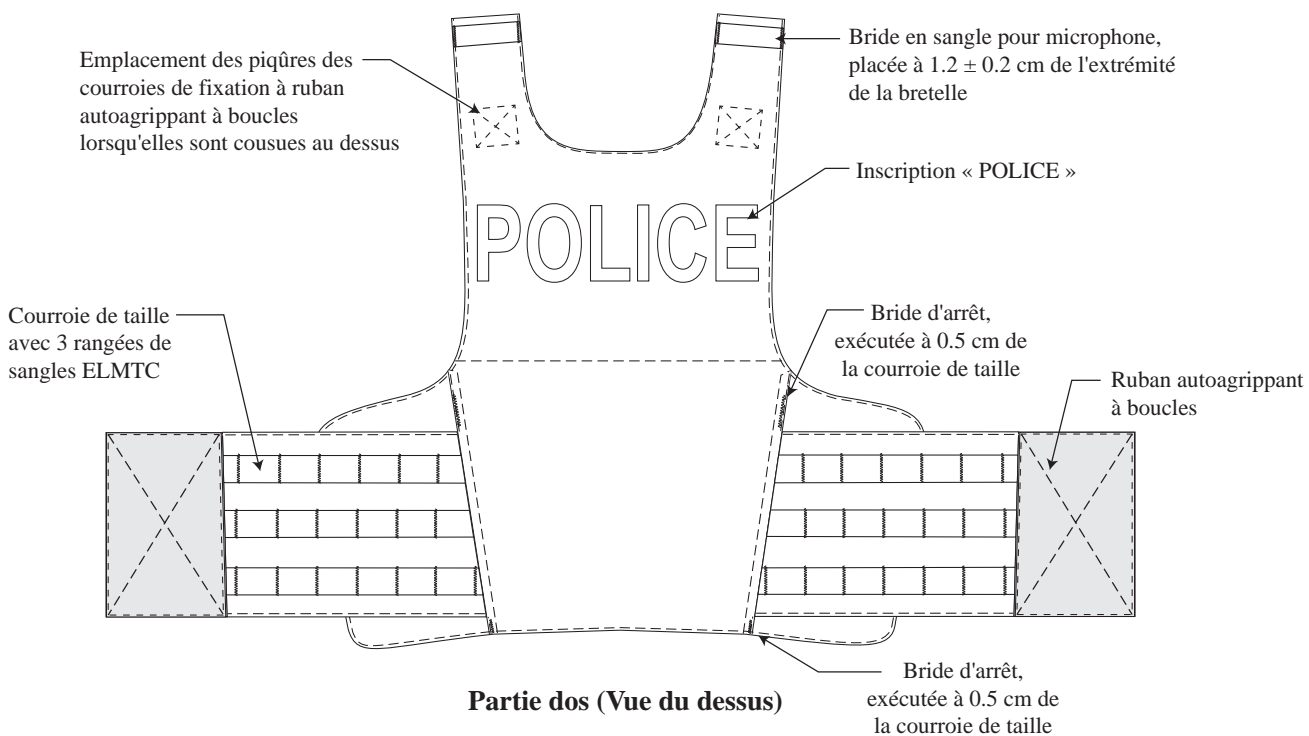 Emplacement des piqûres des
courroies de fixation à ruban
autoagrippant à boucles
lorsqu'elles sont cousues au dessus
Bride en sangle pour microphone,
placée à 1.2 ± 0.2 cm de l'extrémité
de la bretelle
Inscription « POLICE »
POLICE
Courroie de taille
avec 3 rangées de
sangles ELMTC
Bride d'arrêt,
exécutée à 0.5 cm de
la courroie de taille
Ruban autoagrippant
à boucles
Bride d'arrêt,
exécutée à 0.5 cm de
la courroie de taille
Partie dos (Vue du dessus)